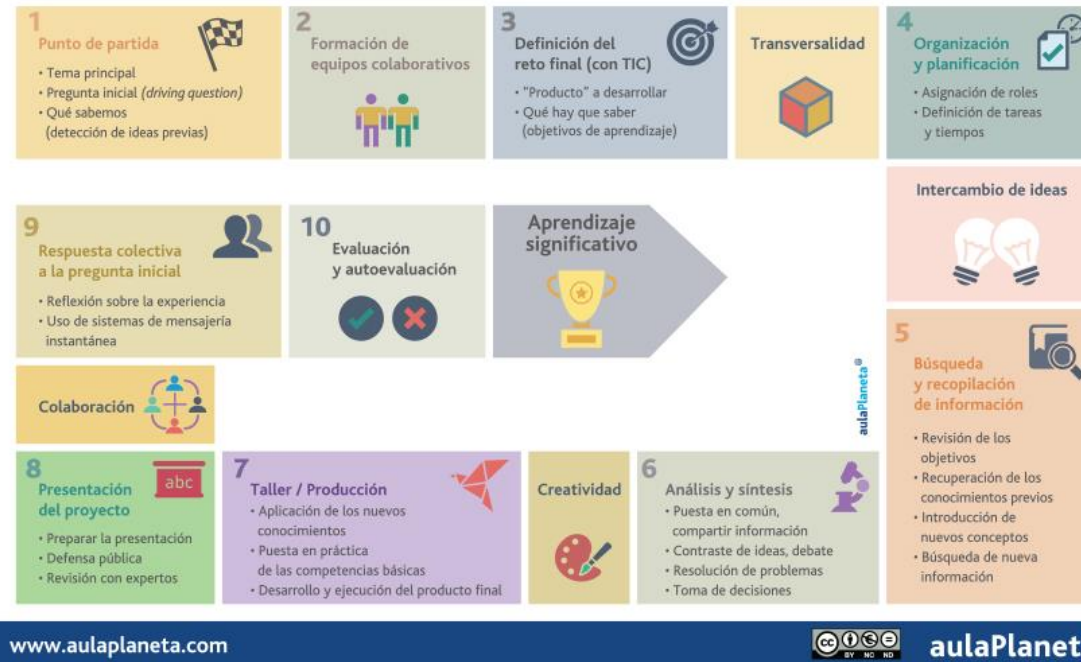 1
Punto de partida
• Tema principal
• Pregunta inicial (driving question)
• Qué sabemos
(detección de ideas previas)
2
Formación de
equipos colaborativos
3
Definición del
reto final (con TIC)
• "Producto" a desarrollar
• Qué hay que saber
(objetivos de aprendizaje)
Transversalidad
4
Organización
y planificación
• Asignación de roles
• Definición de tareas
y tiempos
Intercambio de ideas
5
Búsqueda
y recopilación
de información
• Revisión de los
objetivos
• Recuperación de los
conocimientos previos
• Introducción de
nuevos conceptos
• Búsqueda de nueva
información
6
Análisis y síntesis
• Puesta en común,
compartir información
• Contraste de ideas, debate
• Resolución de problemas
• Toma de decisiones
Creatividad
7
Taller / Producción
• Aplicación de los nuevos
conocimientos
• Puesta en práctica
de las competencias básicas
• Desarrollo y ejecución del producto final
8
Presentación
del proyecto
abc
• Preparar la presentación
• Defensa pública
• Revisión con expertos
Colaboración
9
Respuesta colectiva
a la pregunta inicial
• Reflexión sobre la experiencia
• Uso de sistemas de mensajería
instantánea
10
Evaluación
y autoevaluación
Aprendizaje
significativo
aulaPlaneta
www.aulaplaneta.com
cc
BY NC ND
aulaPlanet